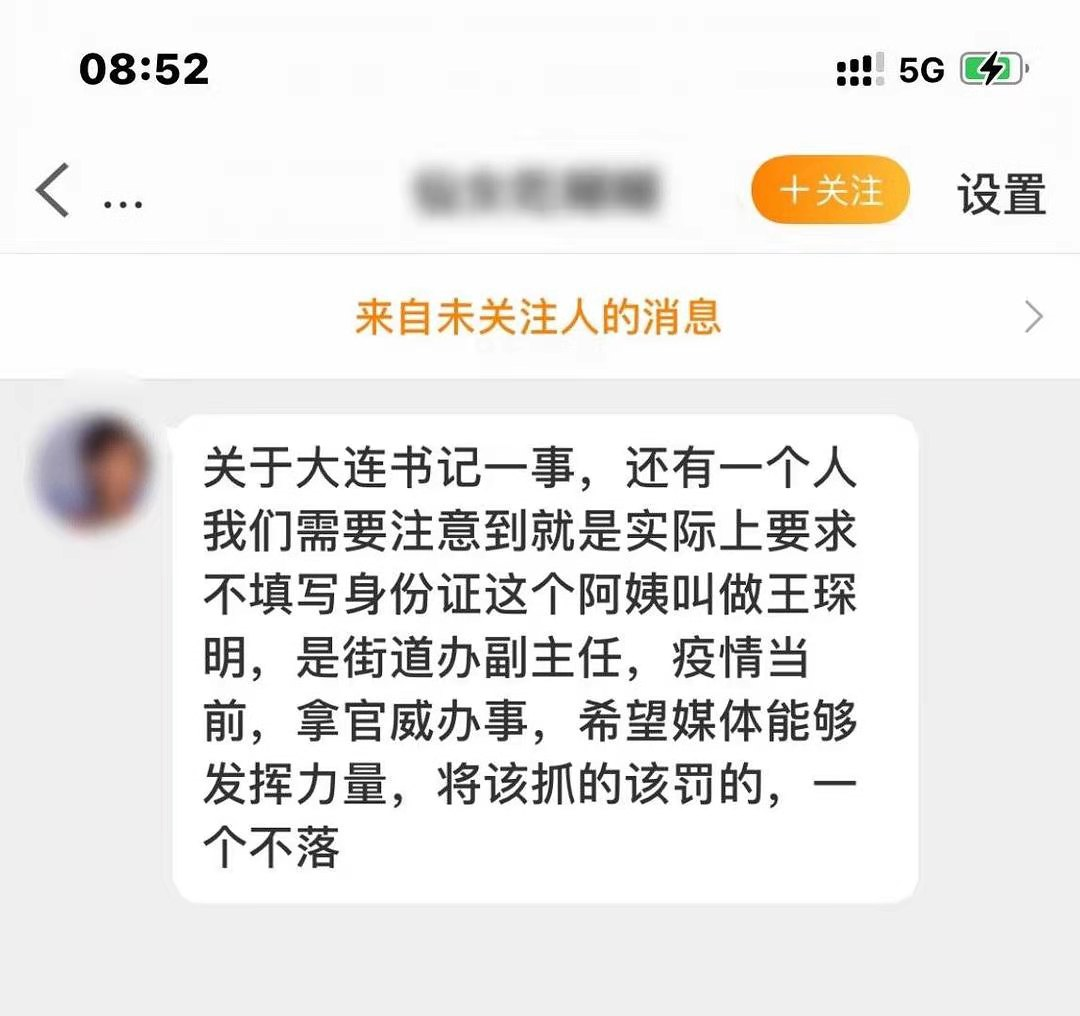 08:52
5G
...
+关注
设置
来自未关注人的消息
关于大连书记一事，还有一个人
我们需要注意到就是实际上要求
不填写身份证这个阿姨叫做王琛
明，是街道办副主任，疫情当
前，拿官威办事，希望媒体能够
发挥力量，将该抓的该罚的，一
个不落